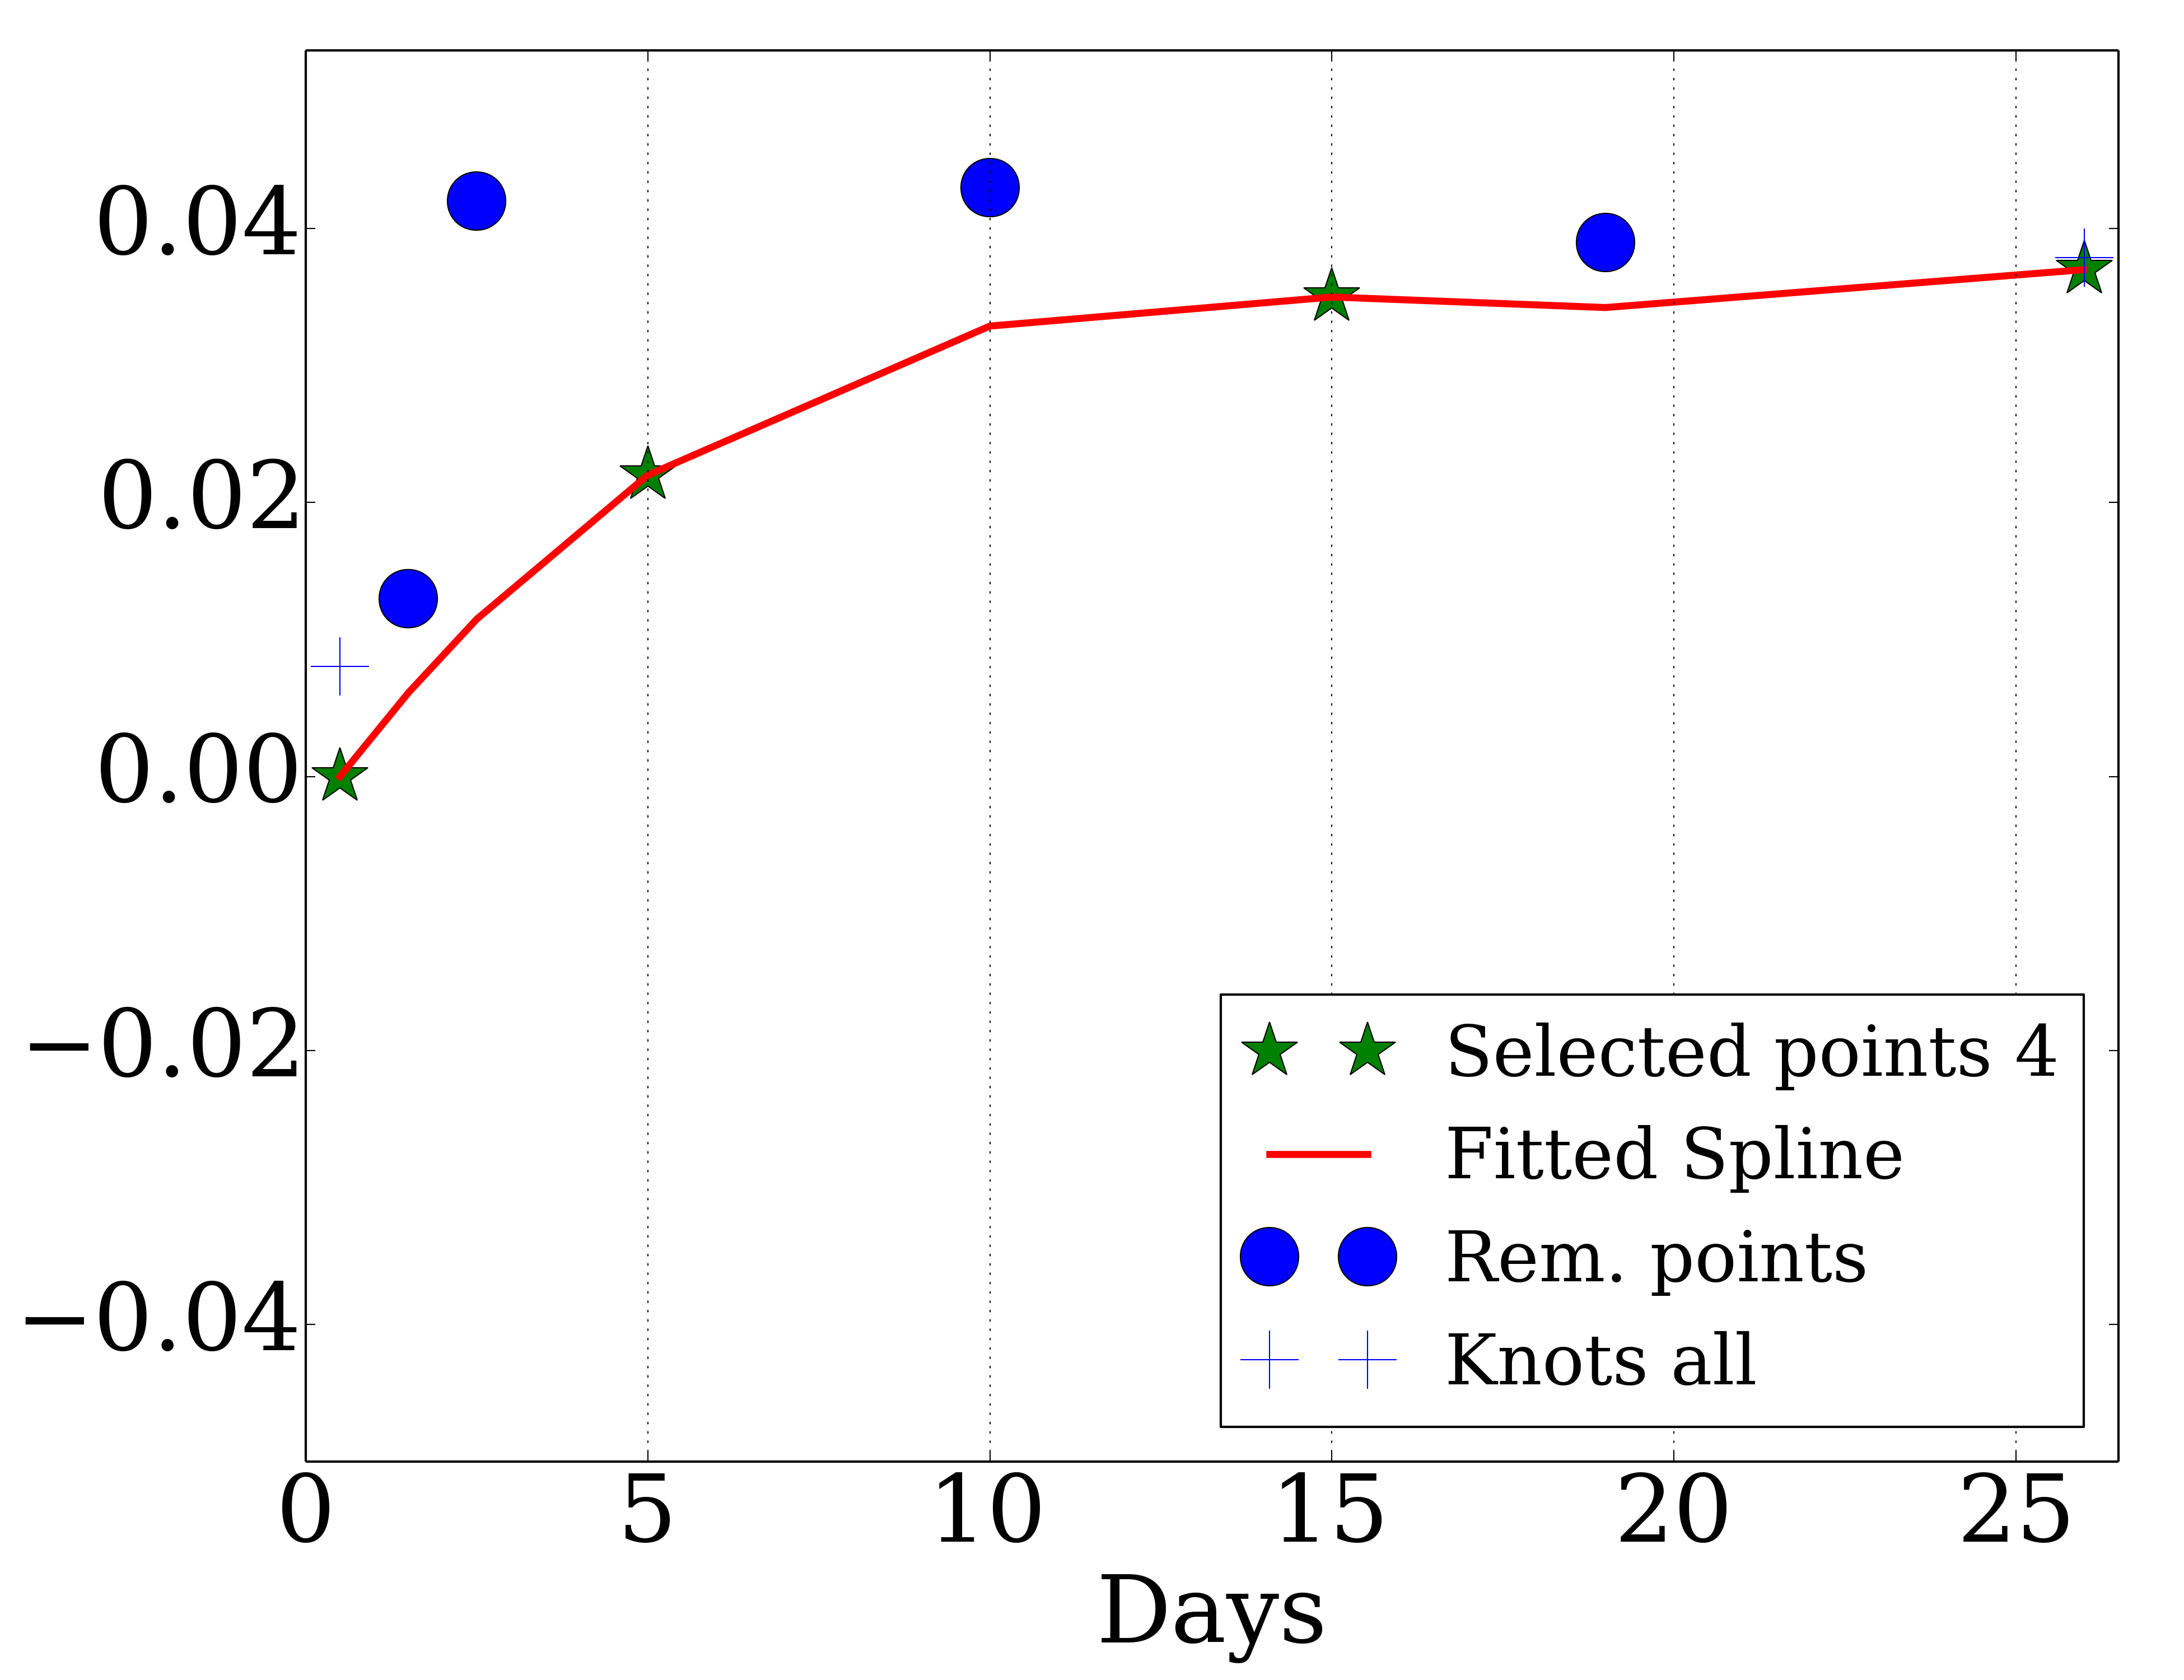 0.04
0.02
0.00
−0.02
−0.04
Selected points 4
Fitted Spline
Rem. points
Knots all
0 5 10 15 20 25
Days